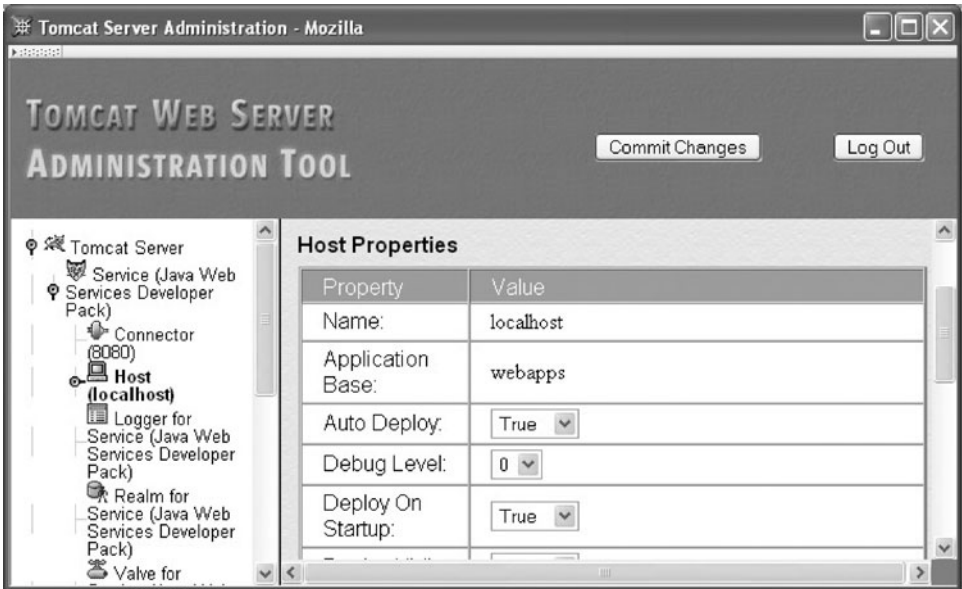 Tomcat Server Administration - Mozilla
TOMCAT WEB SERVER
ADMINISTRATION TOOL
Commit Changes
Log Out
Tomcat Server
Service (Java Web
Services Developer
Pack)
Connector
(8080)
Host
(localhost)
Logger for
Service (Java Web
Services Developer
Pack)
Realm for
Service (Java Web
Services Developer
Pack)
Valve for
Host Properties
Property Value
Name: localhost
Application
Base: webapps
Auto Deploy: True
Debug Level: 0
Deploy On
Startup: True